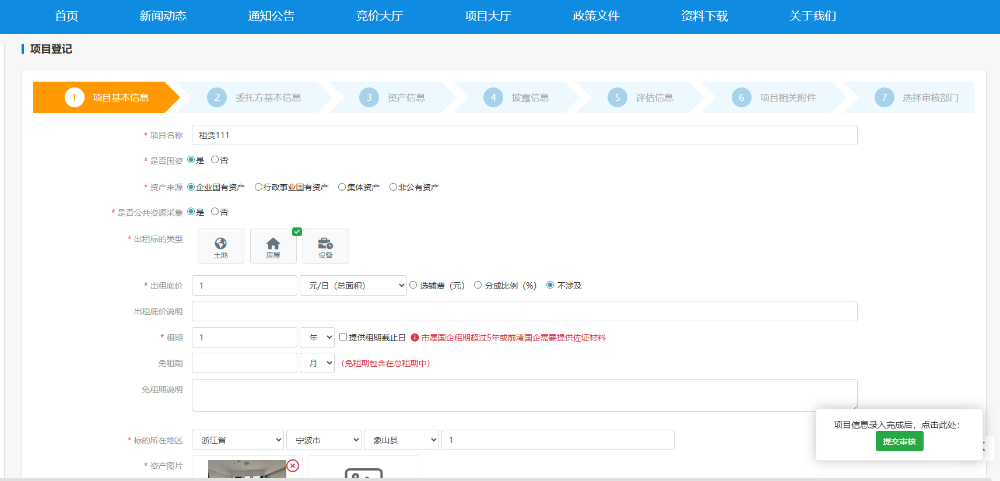 首页 新闻动态 通知公告 竞价大厅 项目大厅 政策文件 资料下载 关于我们
项目登记
1 项目基本信息 2 委托方基本信息 3 资产信息 4 披露信息 5 评估信息 6 项目相关附件 7 选择审核部门
* 项目名称 租赁111
* 是否国资 是 否
* 资产来源 企业国有资产 行政事业国有资产 集体资产 非公有资产
* 是否公共资源采集 是 否
* 出租标的类型 土地 房屋 设备
* 出租底价 1 元/日（总面积） 选铺费（元） 分成比例（%） 不涉及
出租底价说明
* 租期 1 年 提供租期截止日 市属国企租期超过5年或前湾国企需要提供佐证材料
免租期 月 （免租期包含在总租期中）
免租期说明
项目信息录入完成后，点击此处：
提交审核
* 标的所在地区 浙江省 宁波市 象山县 1
* 资产图片